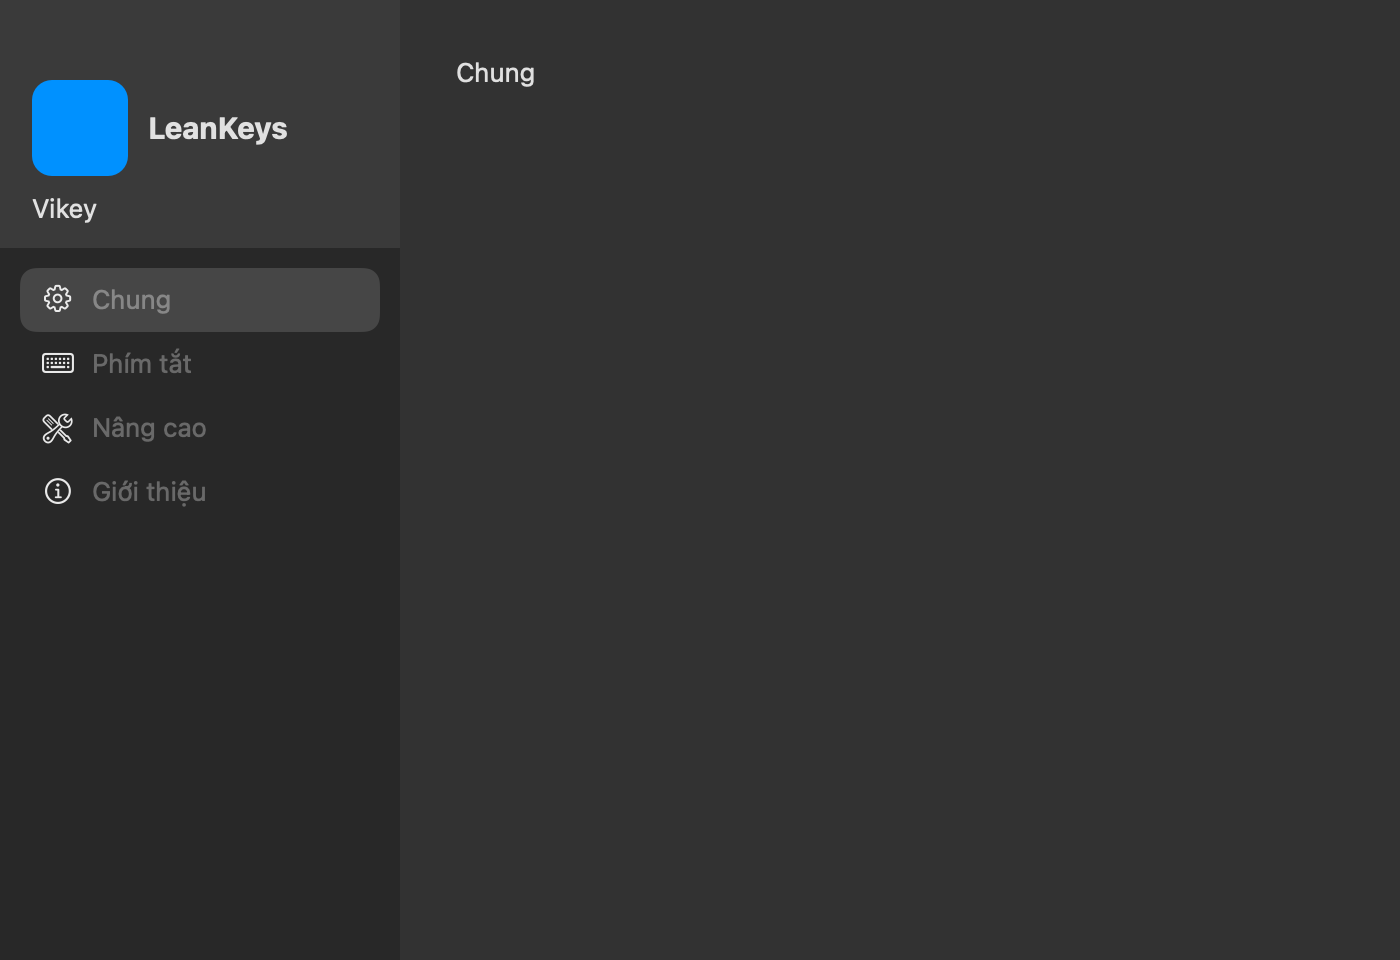 LeanKeys
Vikey
Chung
Phím tắt
Nâng cao
Giới thiệu
Chung